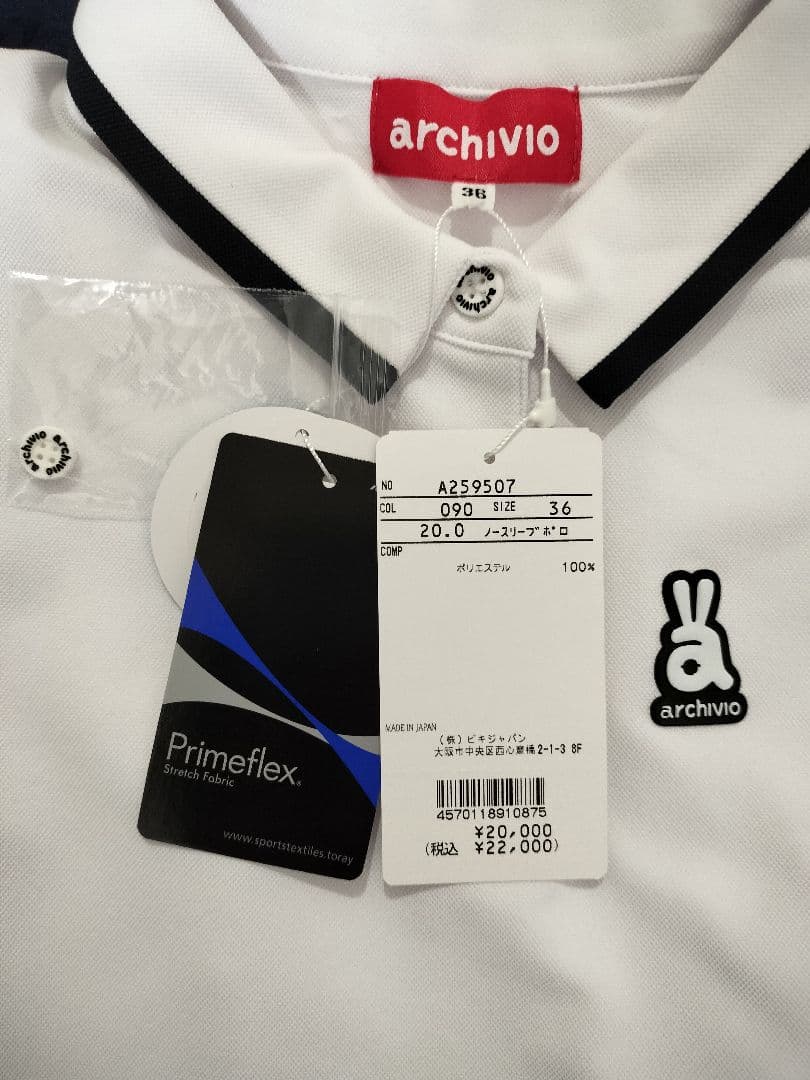 archivio
36
archivio
archivio
archivio
archivio
NO A259507
COL 090 SIZE 36
20.0 ノースリーブポロ
COMP
ポリエステル 100%
MADE IN JAPAN
(株)ビキジャパン
大阪市中央区西心斎橋2-1-3 8F
4570118910875
¥20,000
(税込 ¥22,000)
Primeflex®
Stretch Fabric
www.sportstextiles.toray
a
archivio